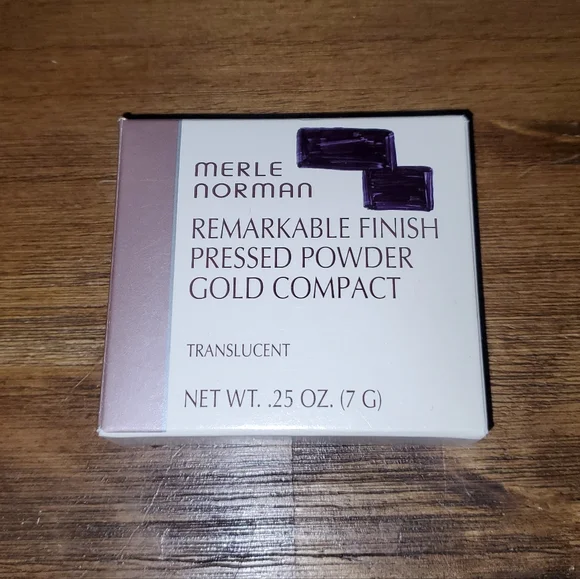 MERLE
NORMAN
REMARKABLE FINISH
PRESSED POWDER
GOLD COMPACT
TRANSLUCENT
NET WT. .25 OZ. (7 G)